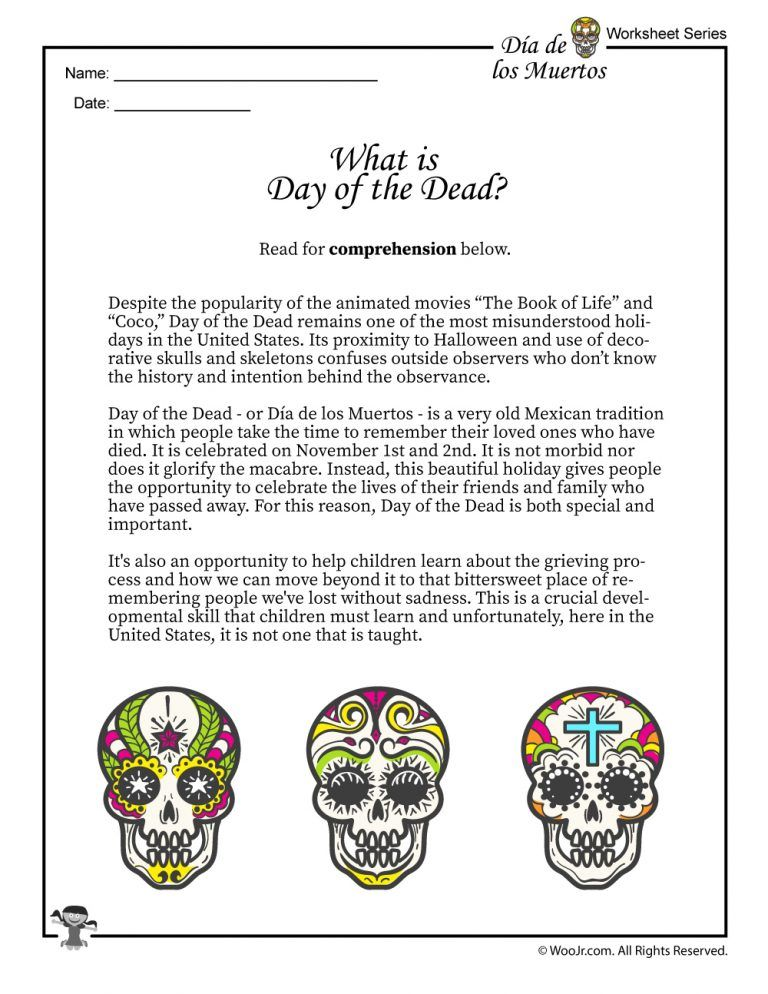 Día de
los Muertos
Worksheet Series
Name: ____________________
Date: ____________________
What is
Day of the Dead?
Read for comprehension below.
Despite the popularity of the animated movies “The Book of Life” and
“Coco,” Day of the Dead remains one of the most misunderstood holi-
days in the United States. Its proximity to Halloween and use of deco-
rative skulls and skeletons confuses outside observers who don’t know
the history and intention behind the observance.
Day of the Dead - or Día de los Muertos - is a very old Mexican tradition
in which people take the time to remember their loved ones who have
died. It is celebrated on November 1st and 2nd. It is not morbid nor
does it glorify the macabre. Instead, this beautiful holiday gives people
the opportunity to celebrate the lives of their friends and family who
have passed away. For this reason, Day of the Dead is both special and
important.
It's also an opportunity to help children learn about the grieving pro-
cess and how we can move beyond it to that bittersweet place of re-
membering people we've lost without sadness. This is a crucial devel-
opmental skill that children must learn and unfortunately, here in the
United States, it is not one that is taught.
© WooJr.com. All Rights Reserved.